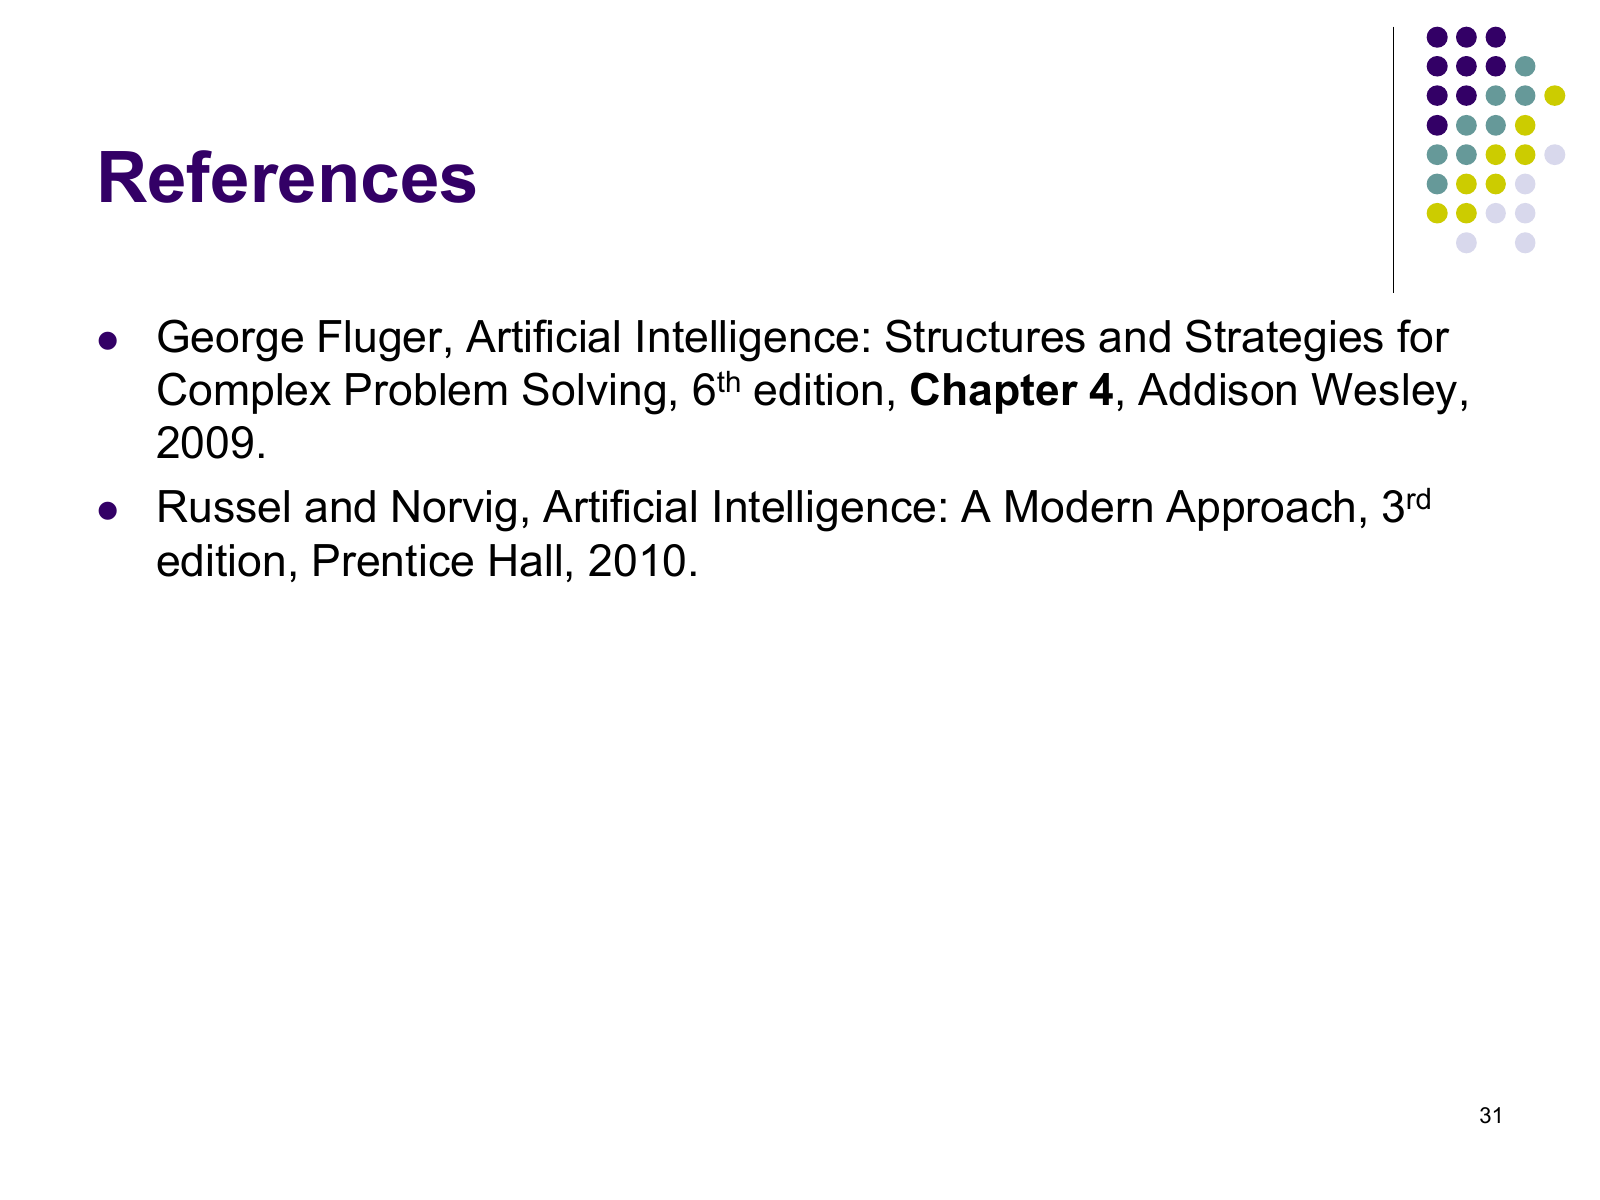 References
● George Fluger, Artificial Intelligence: Structures and Strategies for
Complex Problem Solving, 6th edition, Chapter 4, Addison Wesley,
2009.
● Russel and Norvig, Artificial Intelligence: A Modern Approach, 3rd
edition, Prentice Hall, 2010.
31